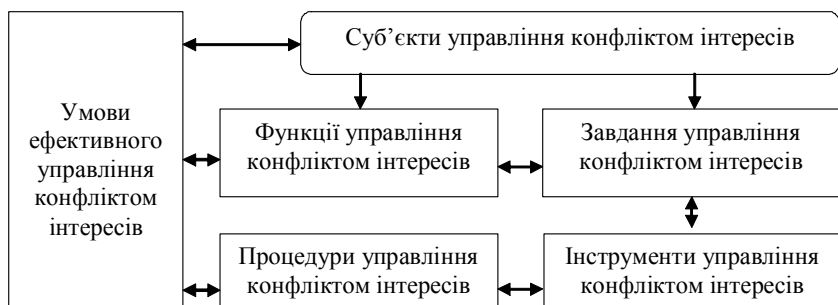 Суб’єкти управління конфліктом інтересів
Умови
ефективного
управління
конфліктом
інтересів
Функції управління
конфліктом інтересів
Завдання управління
конфліктом інтересів
Процедури управління
конфліктом інтересів
Інструменти управління
конфліктом інтересів